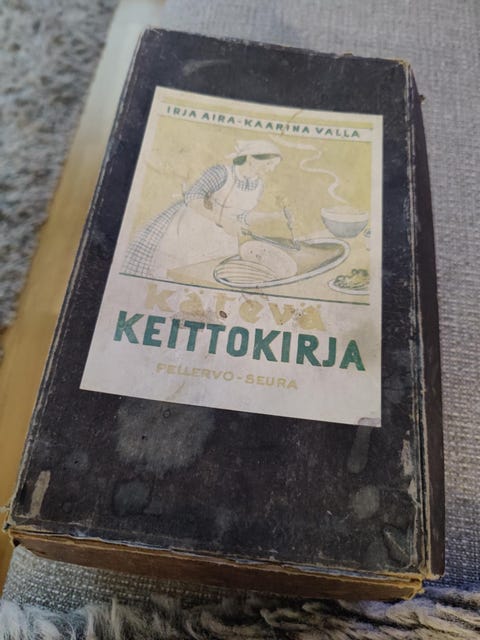 IRJA AIRA-KAARINA VALLA
kätevä
KEITTOKIRJA
PELLERVO-SEURA